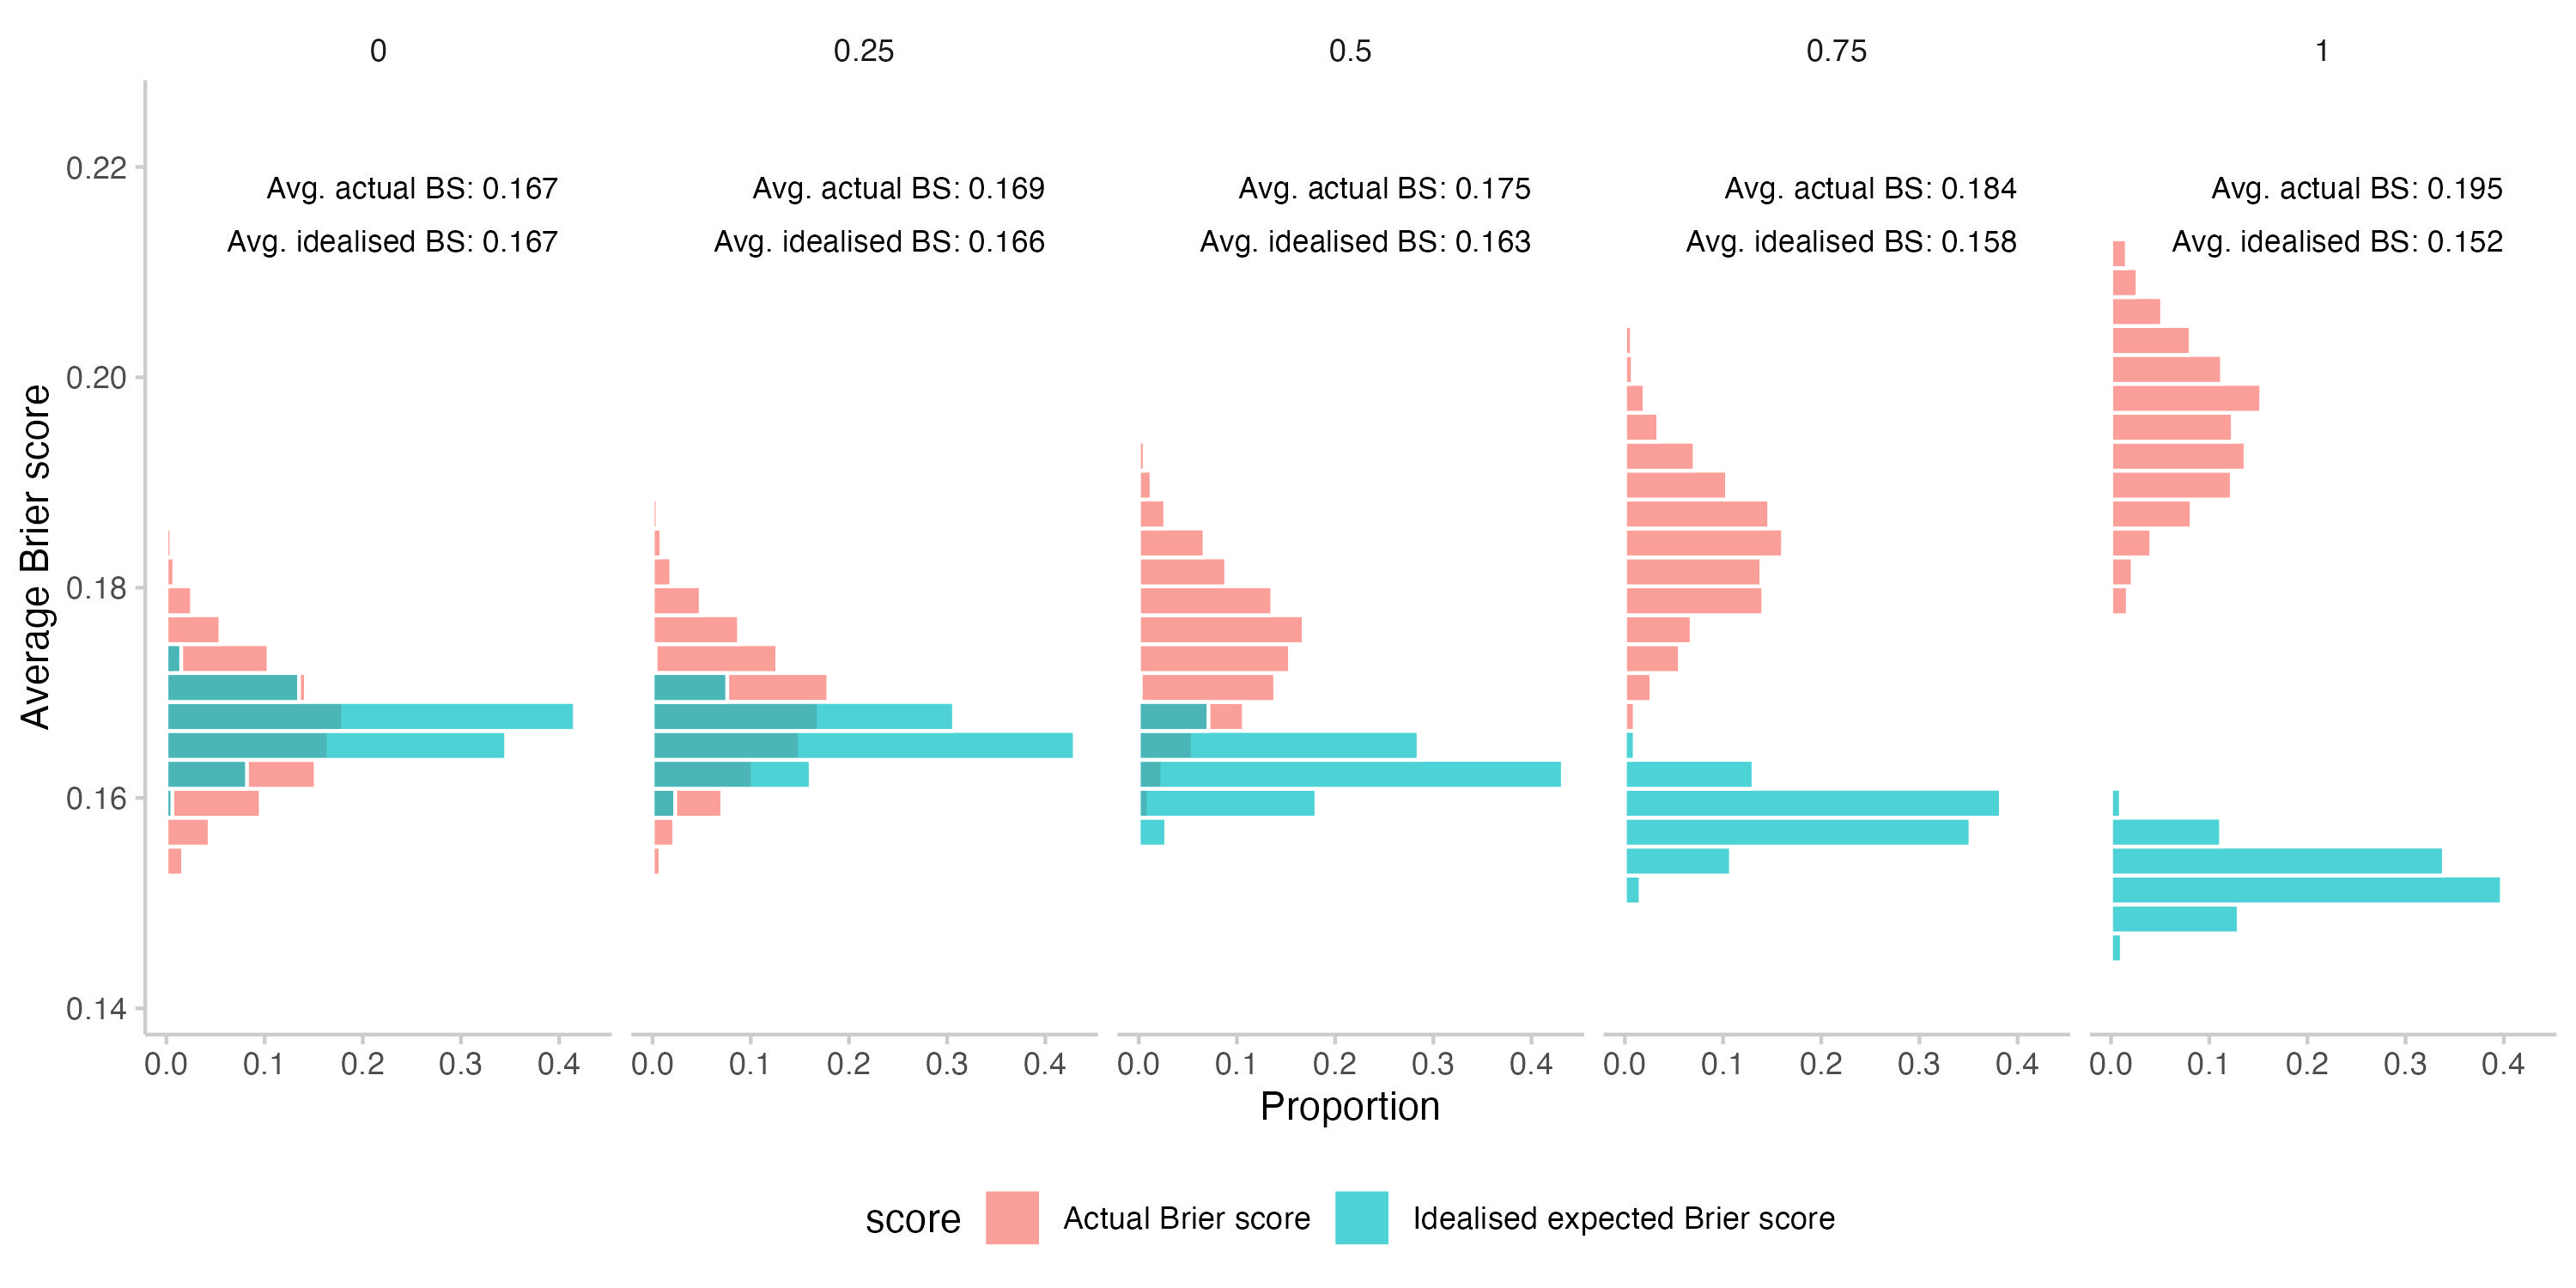 0 0.25 0.5 0.75 1
Avg. actual BS: 0.167 Avg. actual BS: 0.169 Avg. actual BS: 0.175 Avg. actual BS: 0.184 Avg. actual BS: 0.195
Avg. idealised BS: 0.167 Avg. idealised BS: 0.166 Avg. idealised BS: 0.163 Avg. idealised BS: 0.158 Avg. idealised BS: 0.152
Average Brier score
0.22
0.20
0.18
0.16
0.14
0.0 0.1 0.2 0.3 0.4 0.0 0.1 0.2 0.3 0.4 0.0 0.1 0.2 0.3 0.4 0.0 0.1 0.2 0.3 0.4 0.0 0.1 0.2 0.3 0.4
Proportion
score Actual Brier score Idealised expected Brier score